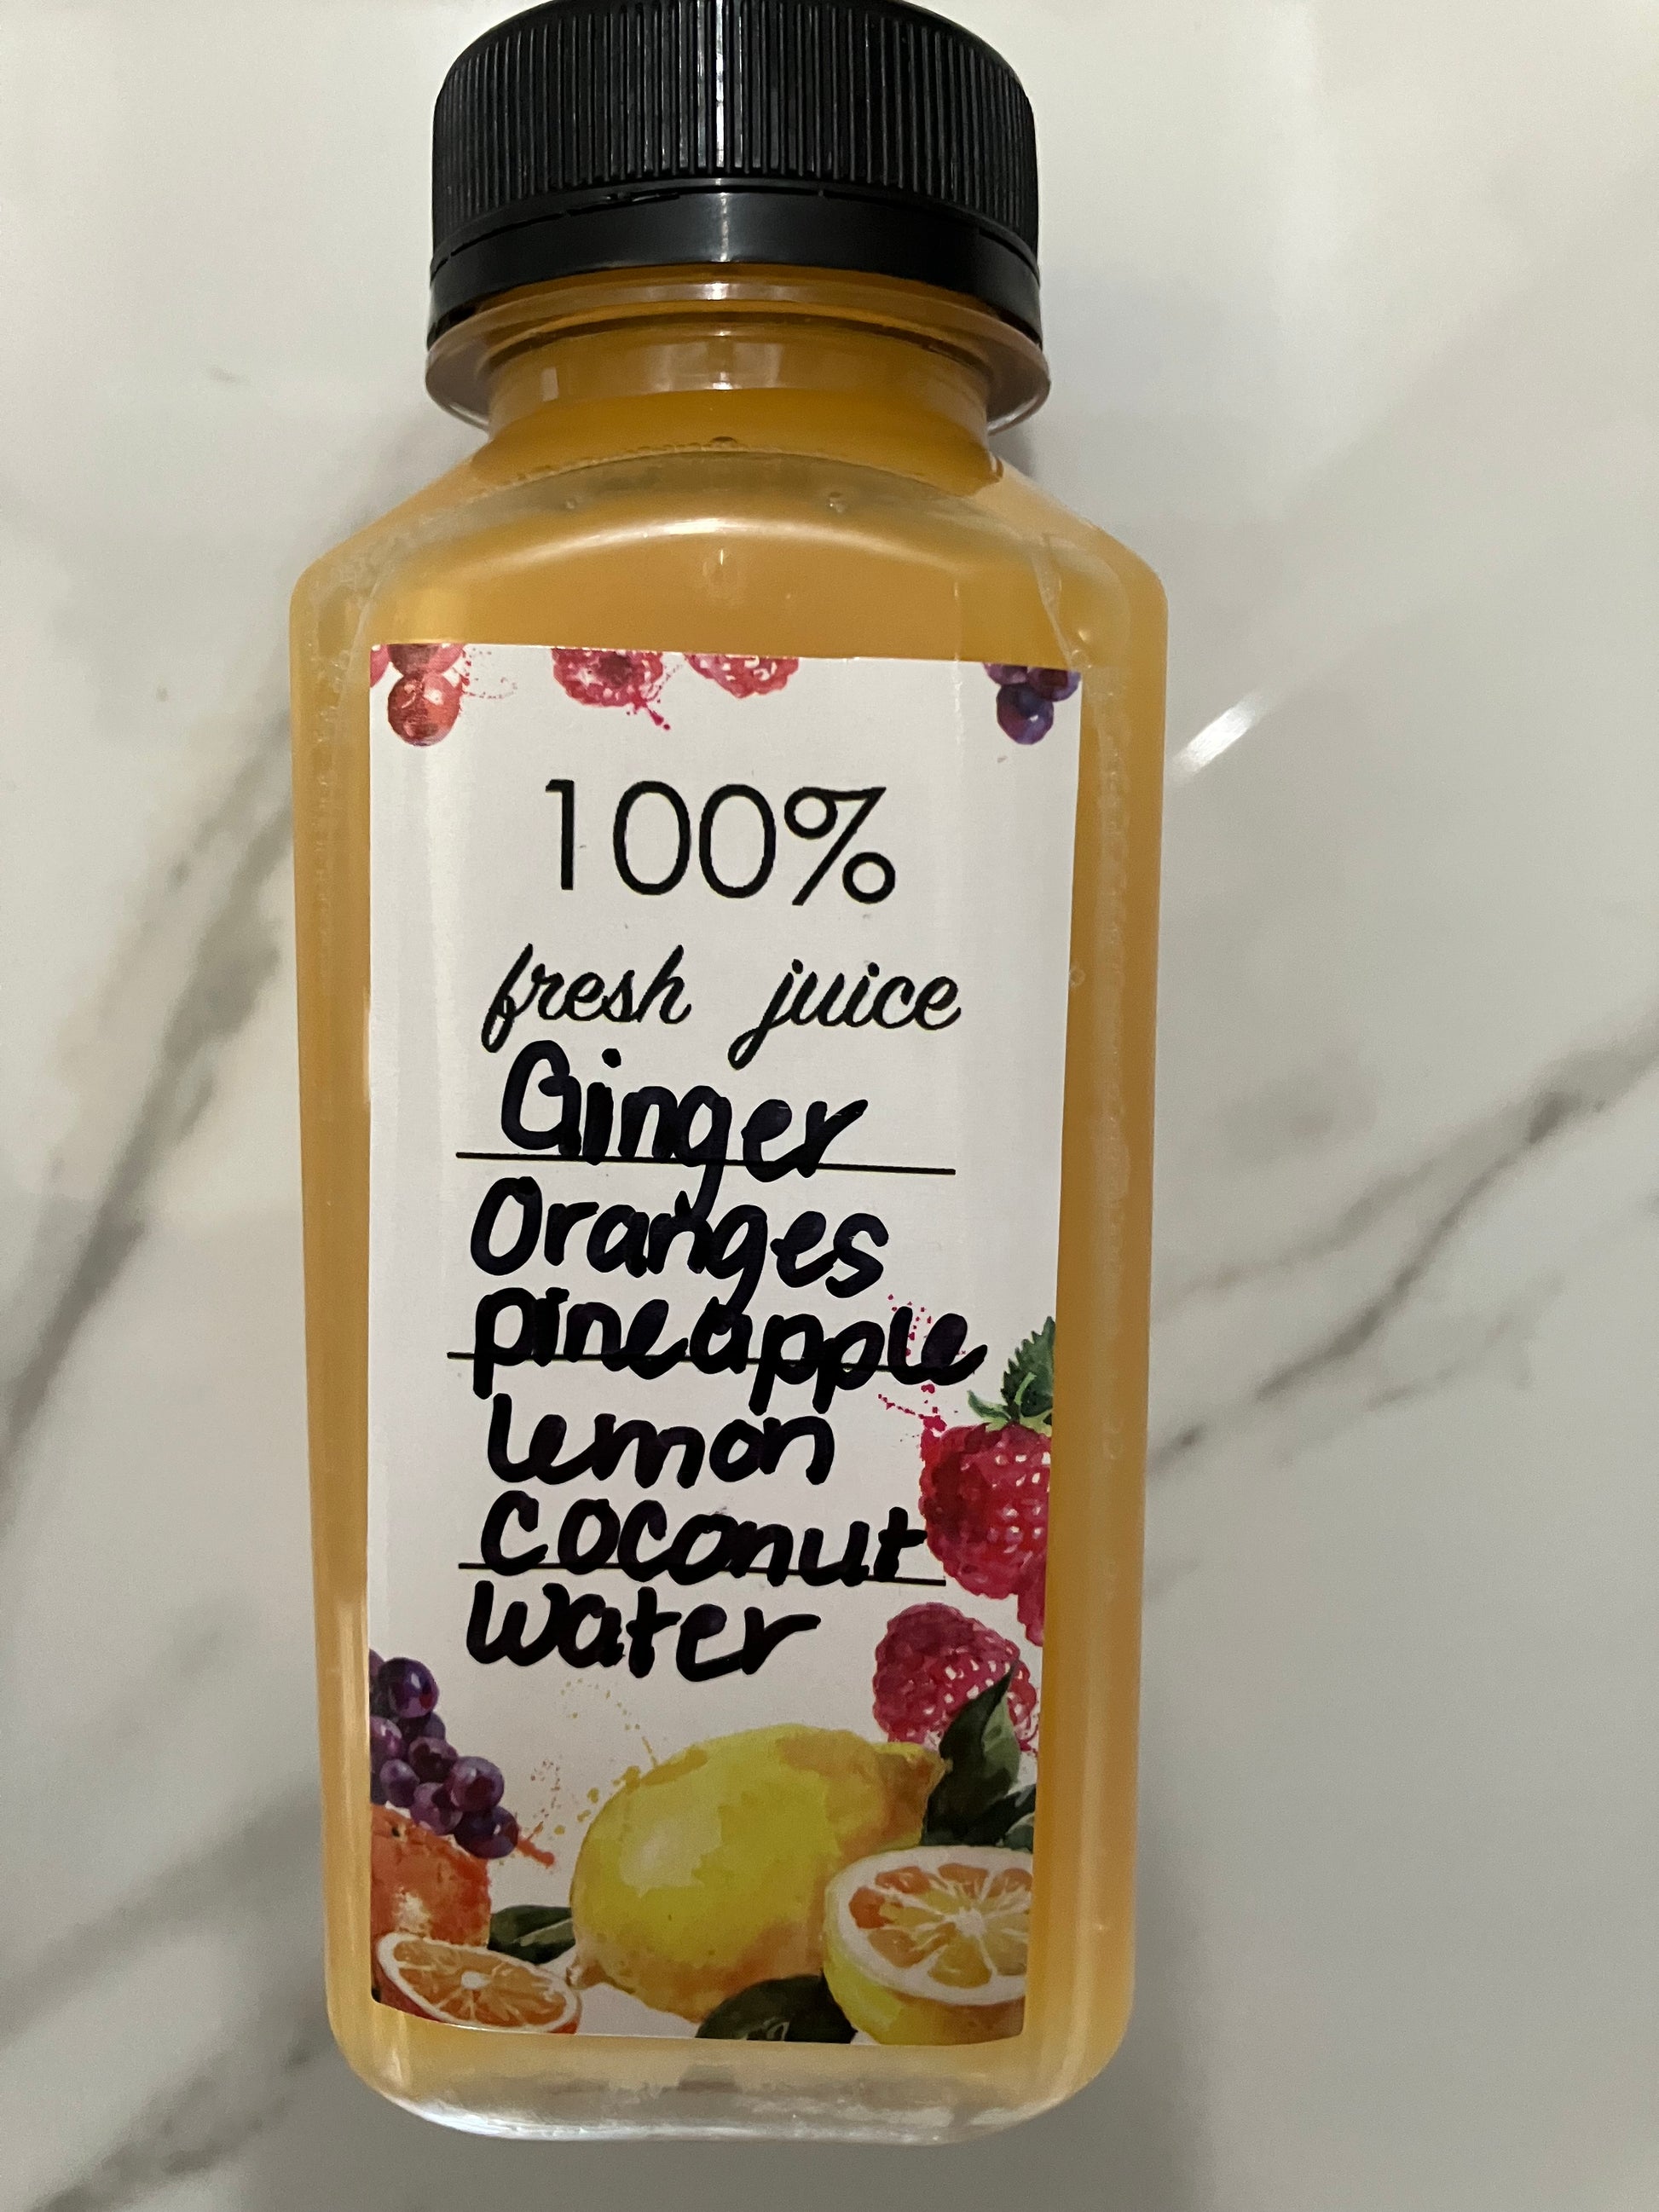 100%
fresh juice
Ginger
Oranges
pineapple
lemon
coconut
water